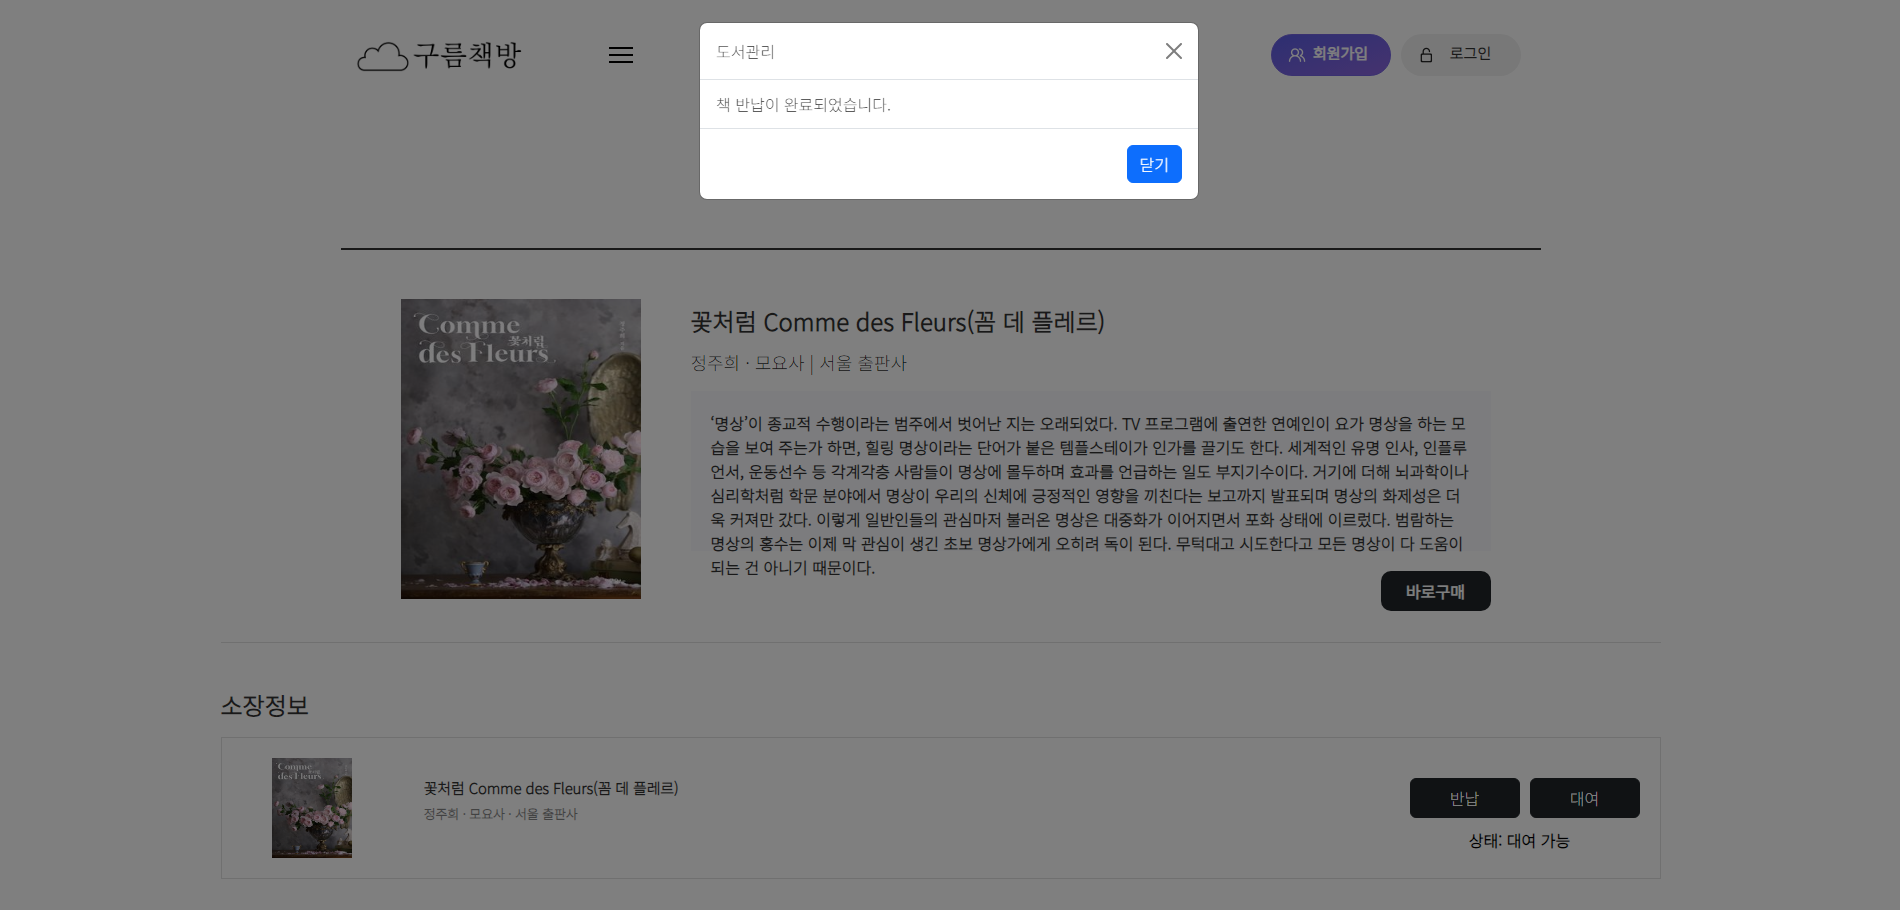 구름책방
회원가입
로그인
도서관리
책 반납이 완료되었습니다.
닫기
Comme
꽃처럼
des Fleurs
꽃처럼 Comme des Fleurs(꼼 데 플레르)
정주희 · 모요사 | 서울 출판사
‘명상’이 종교적 수행이라는 범주에서 벗어난 지는 오래되었다. TV 프로그램에 출연한 연예인이 요가 명상을 하는 모
습을 보여 주는가 하면, 힐링 명상이라는 단어가 붙은 템플스테이가 인가를 끌기도 한다. 세계적인 유명 인사, 인플루
언서, 운동선수 등 각계각층 사람들이 명상에 몰두하며 효과를 언급하는 일도 부지기수이다. 거기에 더해 뇌과학이나
심리학처럼 학문 분야에서 명상이 우리의 신체에 긍정적인 영향을 끼친다는 보고까지 발표되며 명상의 화제성은 더
욱 커져만 갔다. 이렇게 일반인들의 관심마저 불러온 명상은 대중화가 이어지면서 포화 상태에 이르렀다. 범람하는
명상의 홍수는 이제 막 관심이 생긴 초보 명상가에게 오히려 독이 된다. 무턱대고 시도한다고 모든 명상이 다 도움이
되는 건 아니기 때문이다.
바로구매
소장정보
Comme
des Fleurs
꽃처럼 Comme des Fleurs(꼼 데 플레르)
정주희 · 모요사 · 서울 출판사
반납
대여
상태: 대여 가능